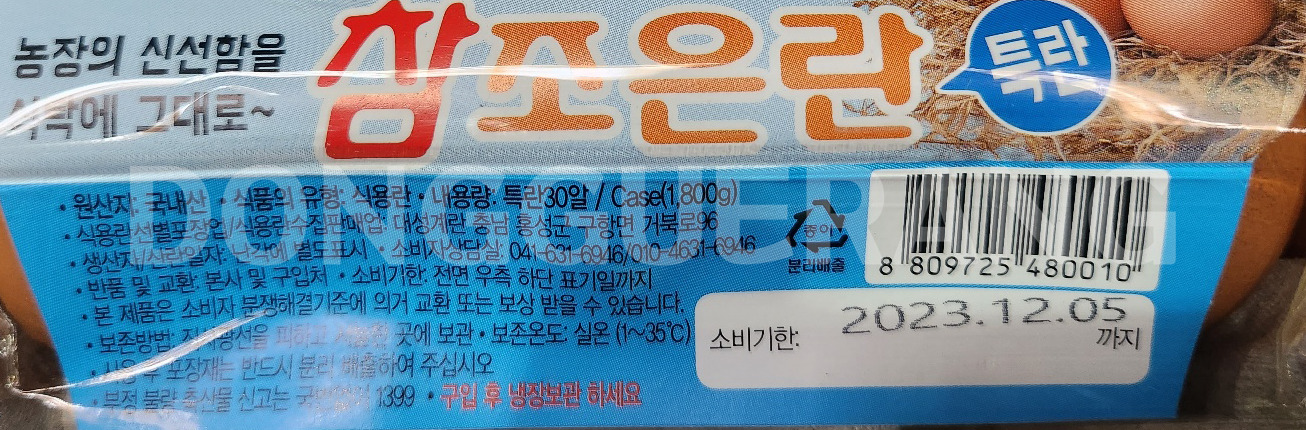 농장의 신선함을
식탁에 그대로~
참조은란
특란
DONGGUERANG
• 원산지: 국내산 • 식품의 유형: 식용란 • 내용량: 특란30알 / Case(1,800g)
• 식용란선별포장업/식용란수집판매업: 대성계란 충남 홍성군 구항면 거북로96
• 생산자/산란일자: 난각에 별도표시 • 소비자상담실: 041-631-6946/010-4631-6946
• 반품 및 교환: 본사 및 구입처 • 소비기한: 전면 우측 하단 표기일까지
• 본 제품은 소비자 분쟁해결기준에 의거 교환 또는 보상 받을 수 있습니다.
• 보존방법: 직사광선을 피하고 곳에 보관 • 보존온도: 실온 (1~35℃)
• 사용 후 포장재는 반드시 분리 배출하여 주십시오
• 부정 불량 축산물 신고는 국번없이 1399 • 구입 후 냉장보관 하세요
종이
분리배출
8 809725 480010
소비기한: 2023.12.05
까지